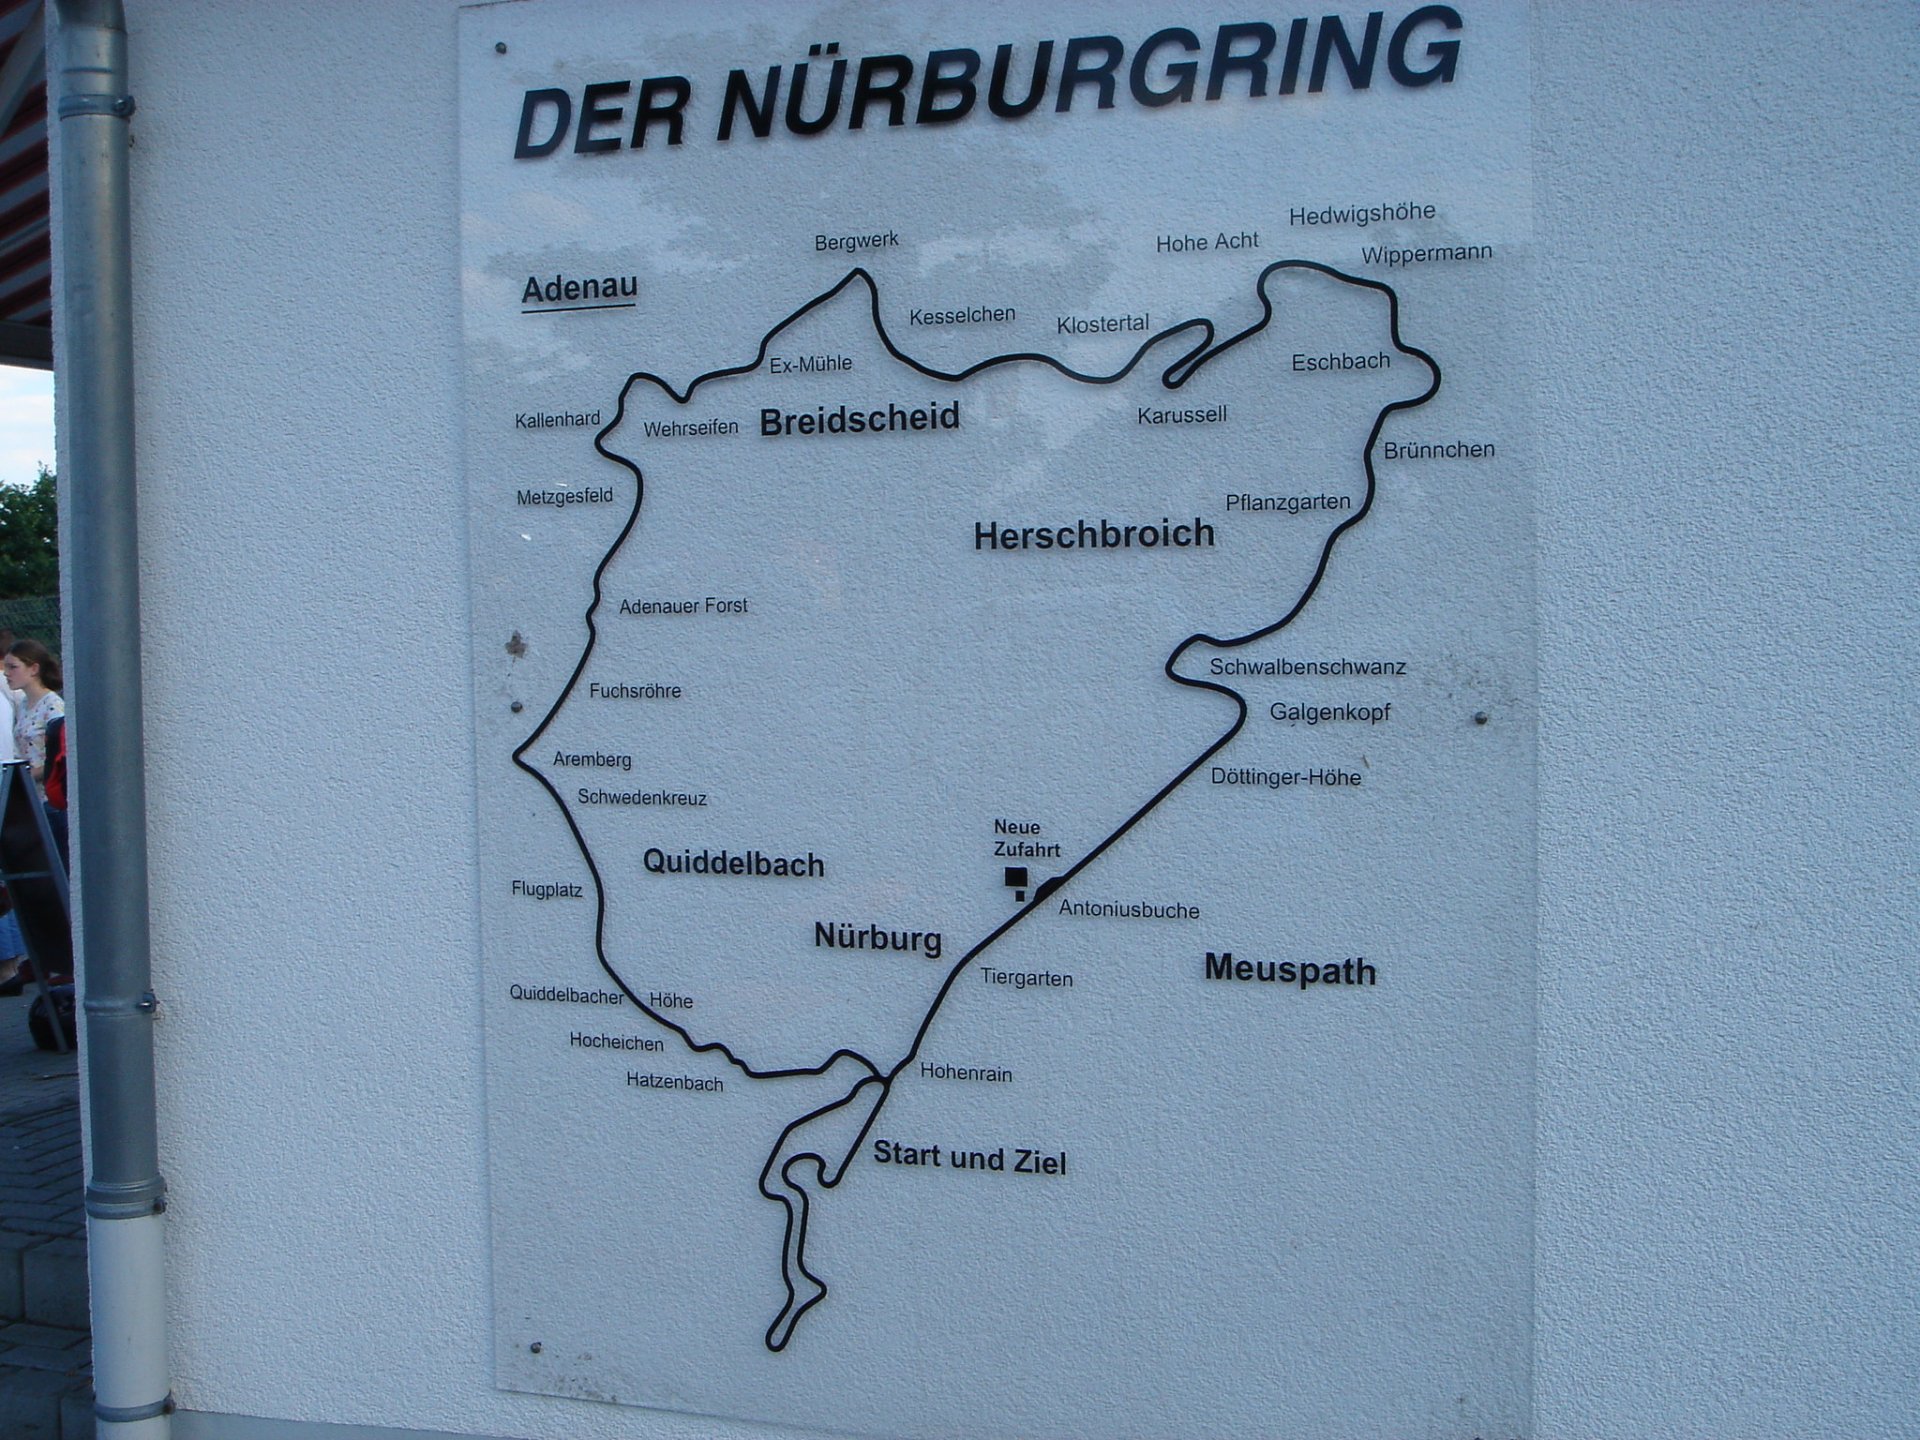 DER NÜRBURGRING
Hedwigshöhe
Bergwerk
Hohe Acht
Wippermann
Adenau
Kesselchen
Klostertal
Ex-Mühle
Eschbach
Kallenhard
Wehrseifen
Breidscheid
Karussell
Brünnchen
Metzgesfeld
Pflanzgarten
Herschbroich
Adenauer Forst
Schwalbenschwanz
Fuchsröhre
Galgenkopf
Aremberg
Döttinger-Höhe
Schwedenkreuz
Neue
Zufahrt
Quiddelbach
Flugplatz
Antoniusbuche
Nürburg
Meuspath
Tiergarten
Quiddelbacher Höhe
Hocheichen
Hatzenbach
Hohenrain
Start und Ziel